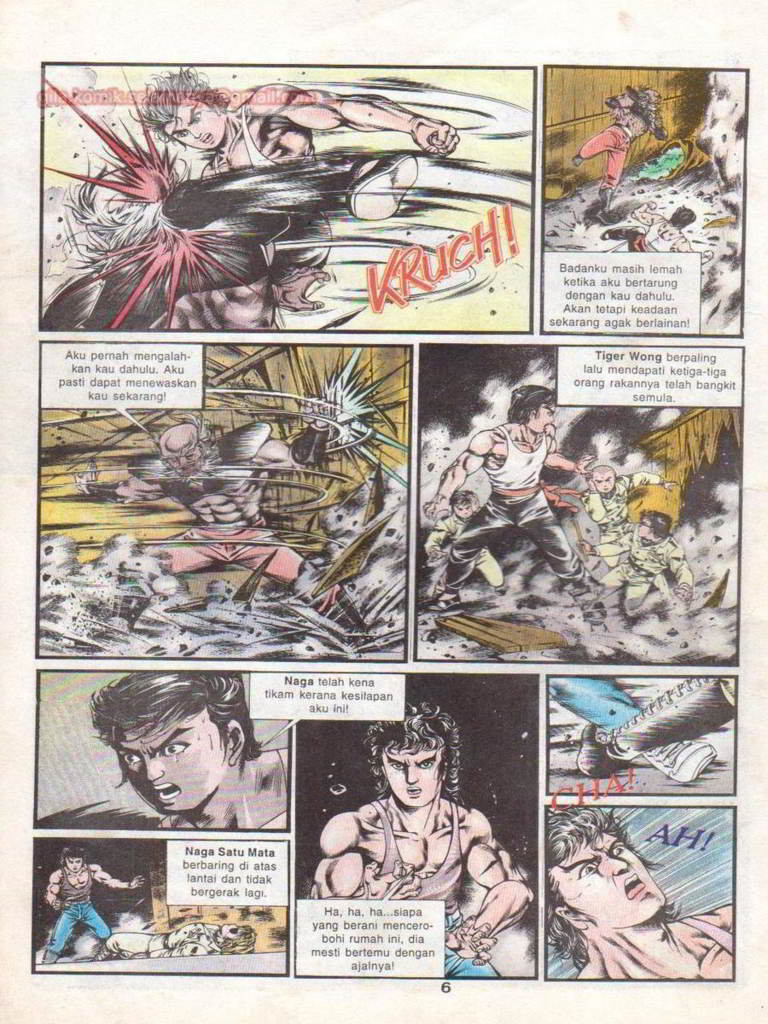 KRUCH!
Badanku masih lemah
ketika aku bertarung
dengan kau dahulu.
Akan tetapi keadaan
sekarang agak berlainan!
Aku pernah mengalah-
kan kau dahulu. Aku
pasti dapat menewaskan
kau sekarang!
Tiger Wong berpaling
lalu mendapati ketiga-tiga
orang rakannya telah bangkit
semula.
Naga telah kena
tikam kerana kesilapan
aku ini!
Naga Satu Mata
berbaring di atas
lantai dan tidak
bergerak lagi.
Ha, ha, ha...siapa
yang berani mencero-
bohi rumah ini, dia
mesti bertemu dengan
ajalnya!
CHA!
AH!
6